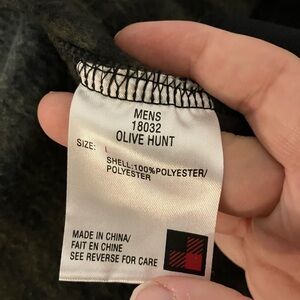 MENS
18032
OLIVE HUNT
SIZE: L
SHELL:100%POLYESTER/
POLYESTER
MADE IN CHINA/
FAIT EN CHINE
SEE REVERSE FOR CARE